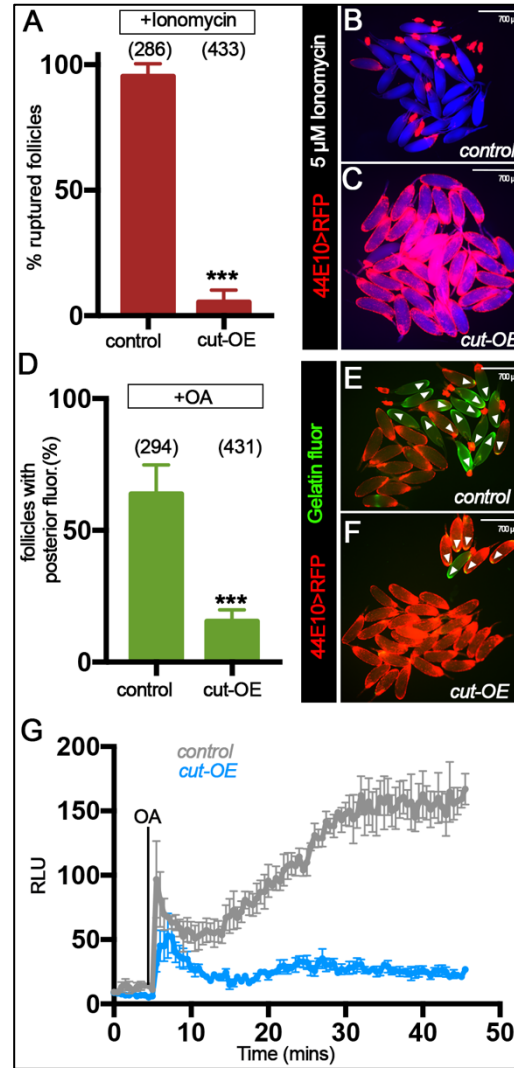 A
+Ionomycin
(286) (433)
100
50
0
% ruptured follicles
***
control cut-OE
5 µM Ionomycin
44E10>RFP
B
700 µ
control
C
700 µ
cut-OE
D
+OA
(294) (431)
100
50
0
follicles with
posterior fluor.(%)
***
control cut-OE
Gelatin fluor
44E10>RFP
E
700 µ
control
F
700 µ
cut-OE
G
control
cut-OE
OA
200
150
100
50
0
RLU
0 10 20 30 40 50
Time (mins)